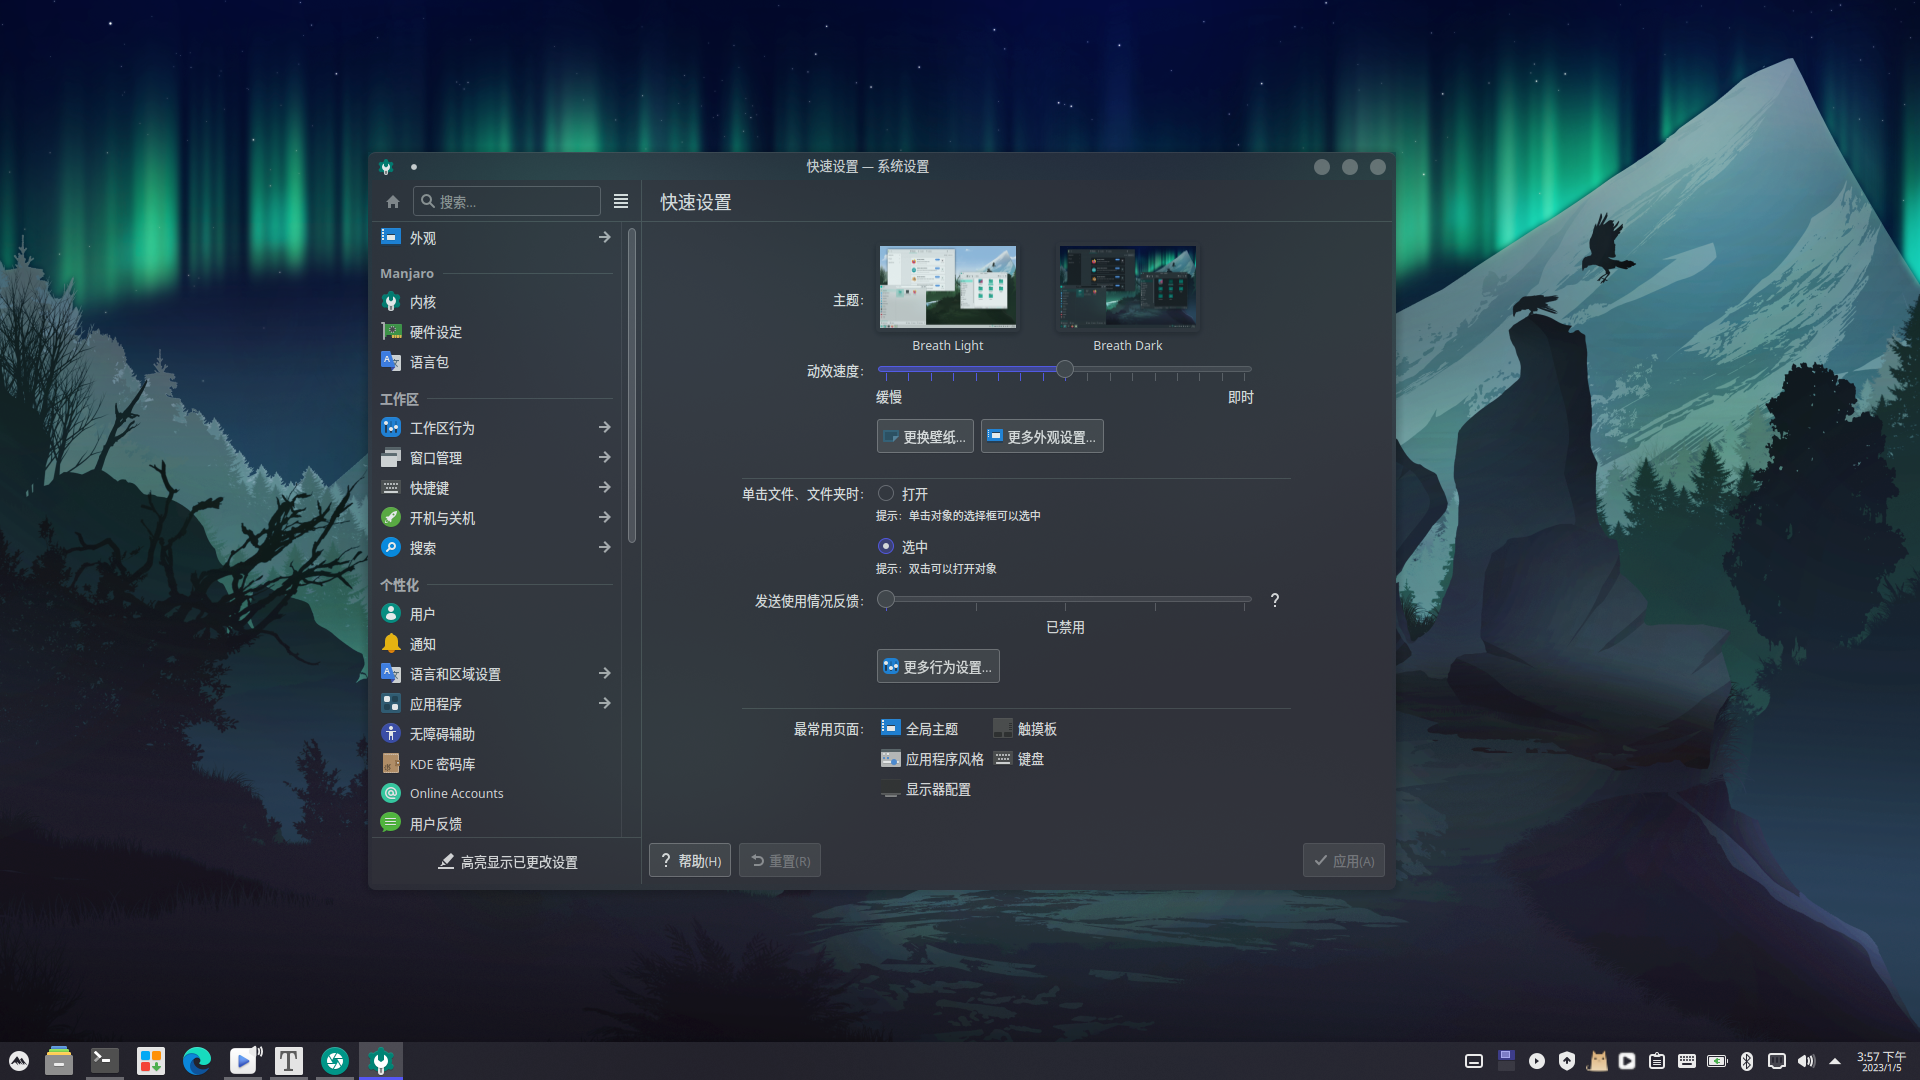 快速设置 — 系统设置
搜索...
快速设置
外观
Manjaro
内核
硬件设定
语言包
工作区
工作区行为
窗口管理
快捷键
开机与关机
搜索
个性化
用户
通知
语言和区域设置
应用程序
无障碍辅助
KDE 密码库
Online Accounts
用户反馈
高亮显示已更改设置
主题:
Breath Light
Breath Dark
动效速度:
缓慢
即时
更换壁纸...
更多外观设置...
单击文件、文件夹时:
打开
提示：单击对象的选择框可以选中
选中
提示：双击可以打开对象
发送使用情况反馈:
?
已禁用
更多行为设置...
最常用页面:
全局主题
触摸板
应用程序风格
键盘
显示器配置
? 帮助(H)
重置(R)
应用(A)
3:57 下午
2023/1/5